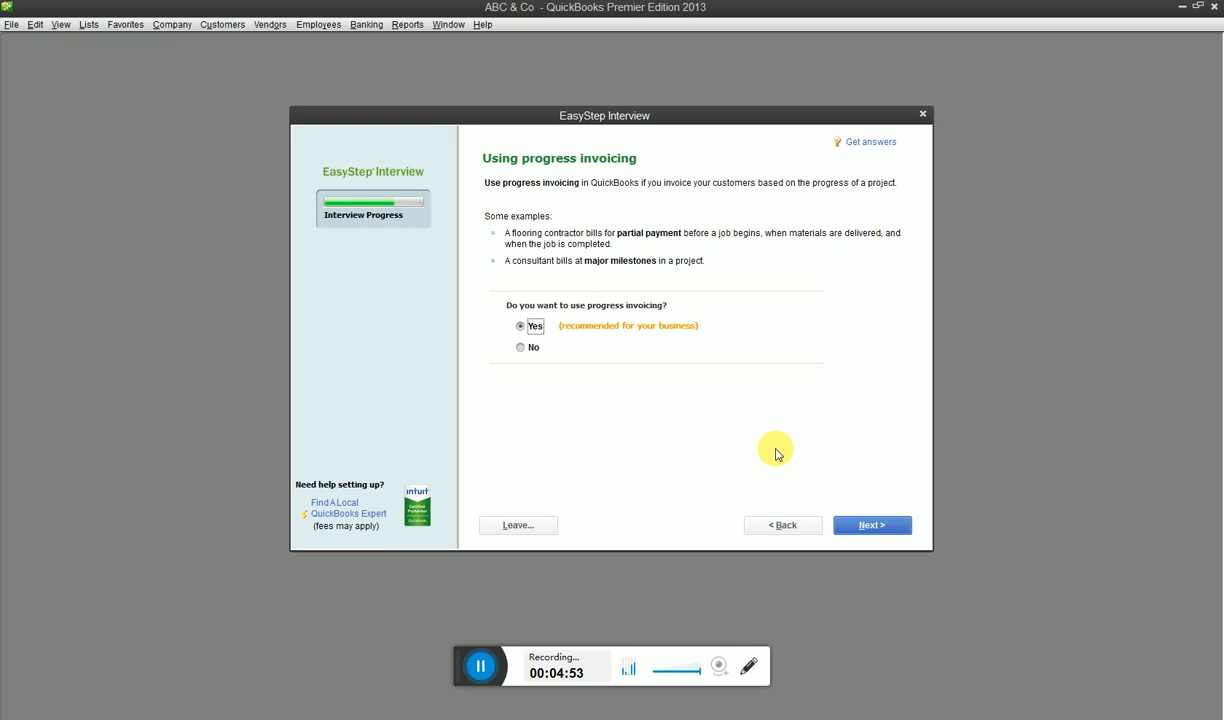 ABC & Co - QuickBooks Premier Edition 2013
File Edit View Lists Favorites Company Customers Vendors Employees Banking Reports Window Help
EasyStep Interview
Get answers
EasyStep Interview
Interview Progress
Using progress invoicing
Use progress invoicing in QuickBooks if you invoice your customers based on the progress of a project.
Some examples:
A flooring contractor bills for partial payment before a job begins, when materials are delivered, and
when the job is completed.
A consultant bills at major milestones in a project.
Do you want to use progress invoicing?
Yes (recommended for your business)
No
Need help setting up?
Find A Local
QuickBooks Expert
(fees may apply)
intuit
Leave...
< Back
Next >
Recording...
00:04:53